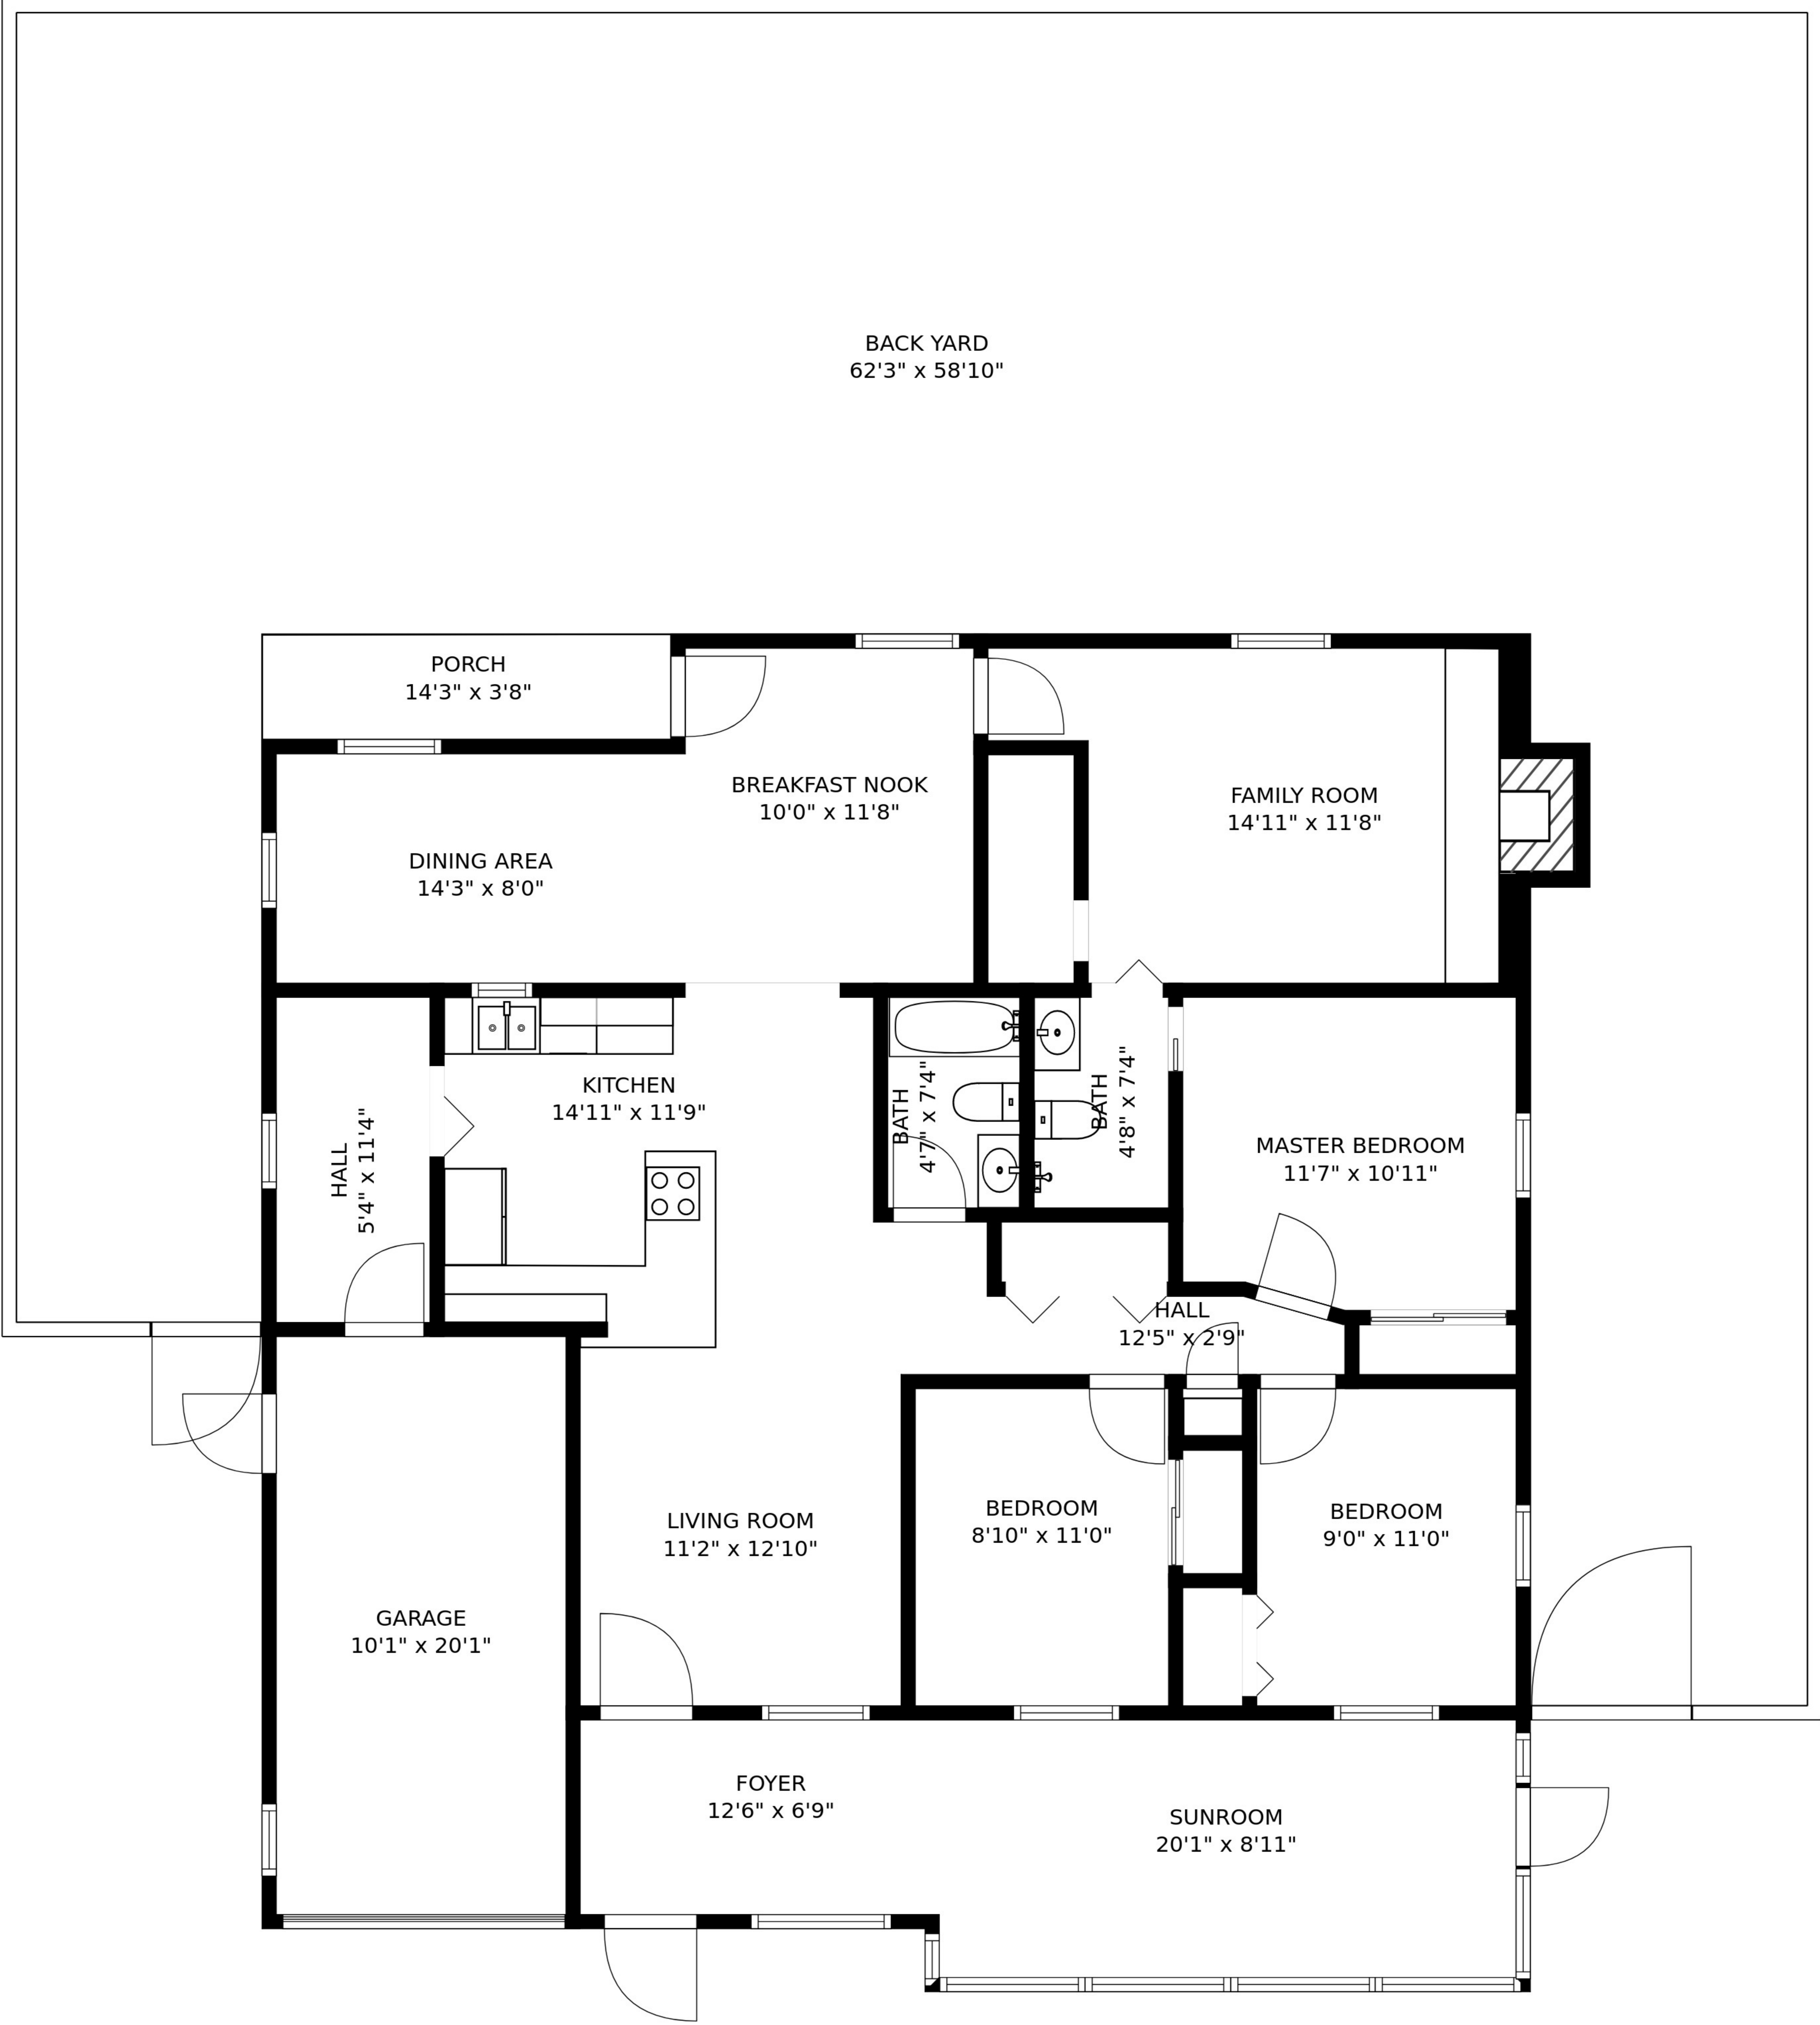 BACK YARD
62'3" x 58'10"
PORCH
14'3" x 3'8"
BREAKFAST NOOK
10'0" x 11'8"
FAMILY ROOM
14'11" x 11'8"
DINING AREA
14'3" x 8'0"
KITCHEN
14'11" x 11'9"
HALL
5'4" x 11'4"
BATH
4'7" x 7'4"
BATH
4'8" x 7'4"
MASTER BEDROOM
11'7" x 10'11"
HALL
12'5" x 2'9"
LIVING ROOM
11'2" x 12'10"
BEDROOM
8'10" x 11'0"
BEDROOM
9'0" x 11'0"
GARAGE
10'1" x 20'1"
FOYER
12'6" x 6'9"
SUNROOM
20'1" x 8'11"